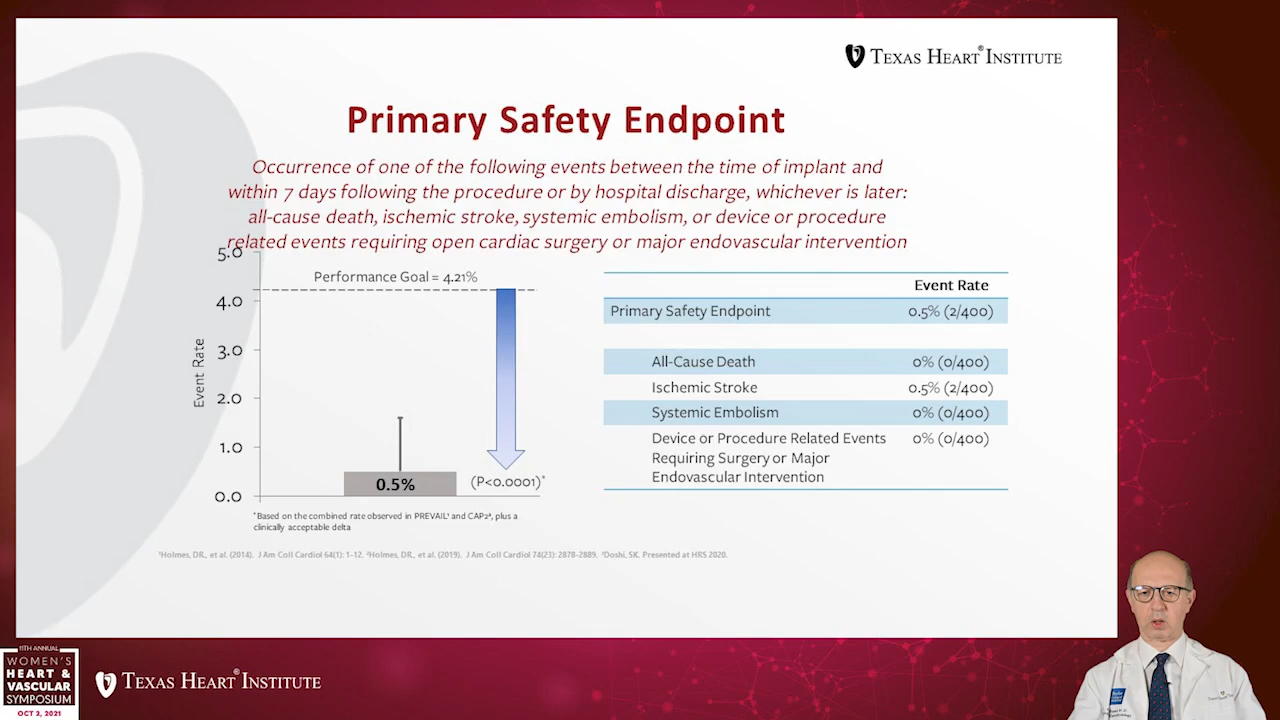 TEXAS HEART® INSTITUTE
Primary Safety Endpoint
Occurrence of one of the following events between the time of implant and
within 7 days following the procedure or by hospital discharge, whichever is later:
all-cause death, ischemic stroke, systemic embolism, or device or procedure
related events requiring open cardiac surgery or major endovascular intervention
Event Rate
5.0
4.0
3.0
2.0
1.0
0.0
Performance Goal = 4.21%
0.5%
(P<0.0001)*
*Based on the combined rate observed in PREVAIL¹ and CAP2², plus a
clinically acceptable delta
Event Rate
Primary Safety Endpoint 0.5% (2/400)
All-Cause Death 0% (0/400)
Ischemic Stroke 0.5% (2/400)
Systemic Embolism 0% (0/400)
Device or Procedure Related Events 0% (0/400)
Requiring Surgery or Major
Endovascular Intervention
¹Holmes, DR., et al. (2014). J Am Coll Cardiol 64(1): 1-12. ²Holmes, DR., et al. (2019). J Am Coll Cardiol 74(23): 2878-2889. ³Doshi, SK. Presented at HRS 2020.
11TH ANNUAL
WOMEN'S
HEART &
VASCULAR
SYMPOSIUM
OCT 2, 2021
TEXAS HEART® INSTITUTE